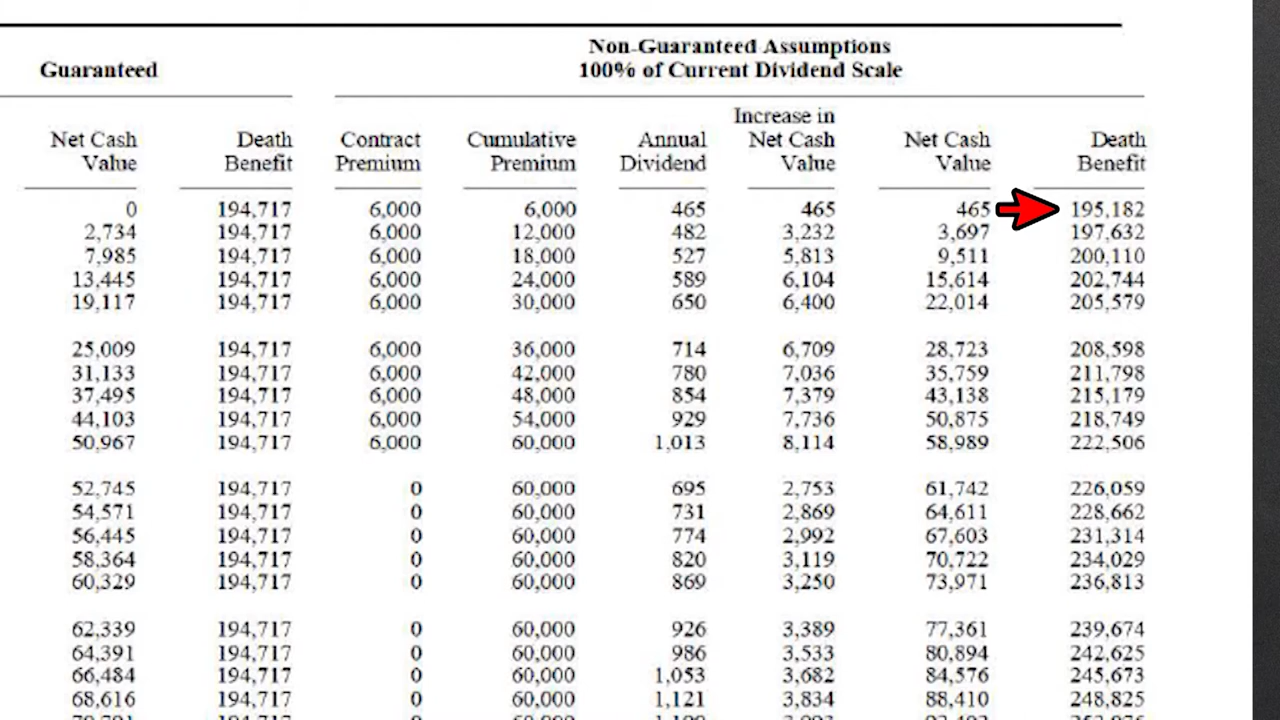 Non-Guaranteed Assumptions
Guaranteed 100% of Current Dividend Scale
Increase in
Net Cash Death Contract Cumulative Annual Net Cash Net Cash Death
Value Benefit Premium Premium Dividend Value Value Benefit
0 194,717 6,000 6,000 465 465 465 195,182
2,734 194,717 6,000 12,000 482 3,232 3,697 197,632
7,985 194,717 6,000 18,000 527 5,813 9,511 200,110
13,445 194,717 6,000 24,000 589 6,104 15,614 202,744
19,117 194,717 6,000 30,000 650 6,400 22,014 205,579
25,009 194,717 6,000 36,000 714 6,709 28,723 208,598
31,133 194,717 6,000 42,000 780 7,036 35,759 211,798
37,495 194,717 6,000 48,000 854 7,379 43,138 215,179
44,103 194,717 6,000 54,000 929 7,736 50,875 218,749
50,967 194,717 6,000 60,000 1,013 8,114 58,989 222,506
52,745 194,717 0 60,000 695 2,753 61,742 226,059
54,571 194,717 0 60,000 731 2,869 64,611 228,662
56,445 194,717 0 60,000 774 2,992 67,603 231,314
58,364 194,717 0 60,000 820 3,119 70,722 234,029
60,329 194,717 0 60,000 869 3,250 73,971 236,813
62,339 194,717 0 60,000 926 3,389 77,361 239,674
64,391 194,717 0 60,000 986 3,533 80,894 242,625
66,484 194,717 0 60,000 1,053 3,682 84,576 245,673
68,616 194,717 0 60,000 1,121 3,834 88,410 248,825